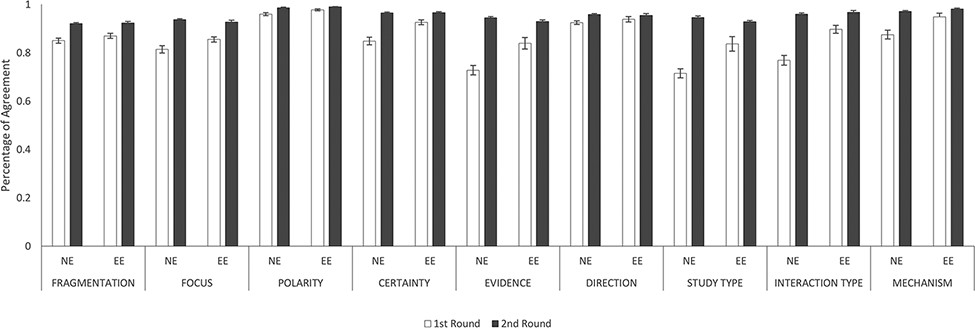 Percentage of Agreement
1
0.8
0.6
0.4
0.2
0
NE EE NE EE NE EE NE EE NE EE NE EE NE EE NE EE NE EE
FRAGMENTATION FOCUS POLARITY CERTAINTY EVIDENCE DIRECTION STUDY TYPE INTERACTION TYPE MECHANISM
1st Round 2nd Round